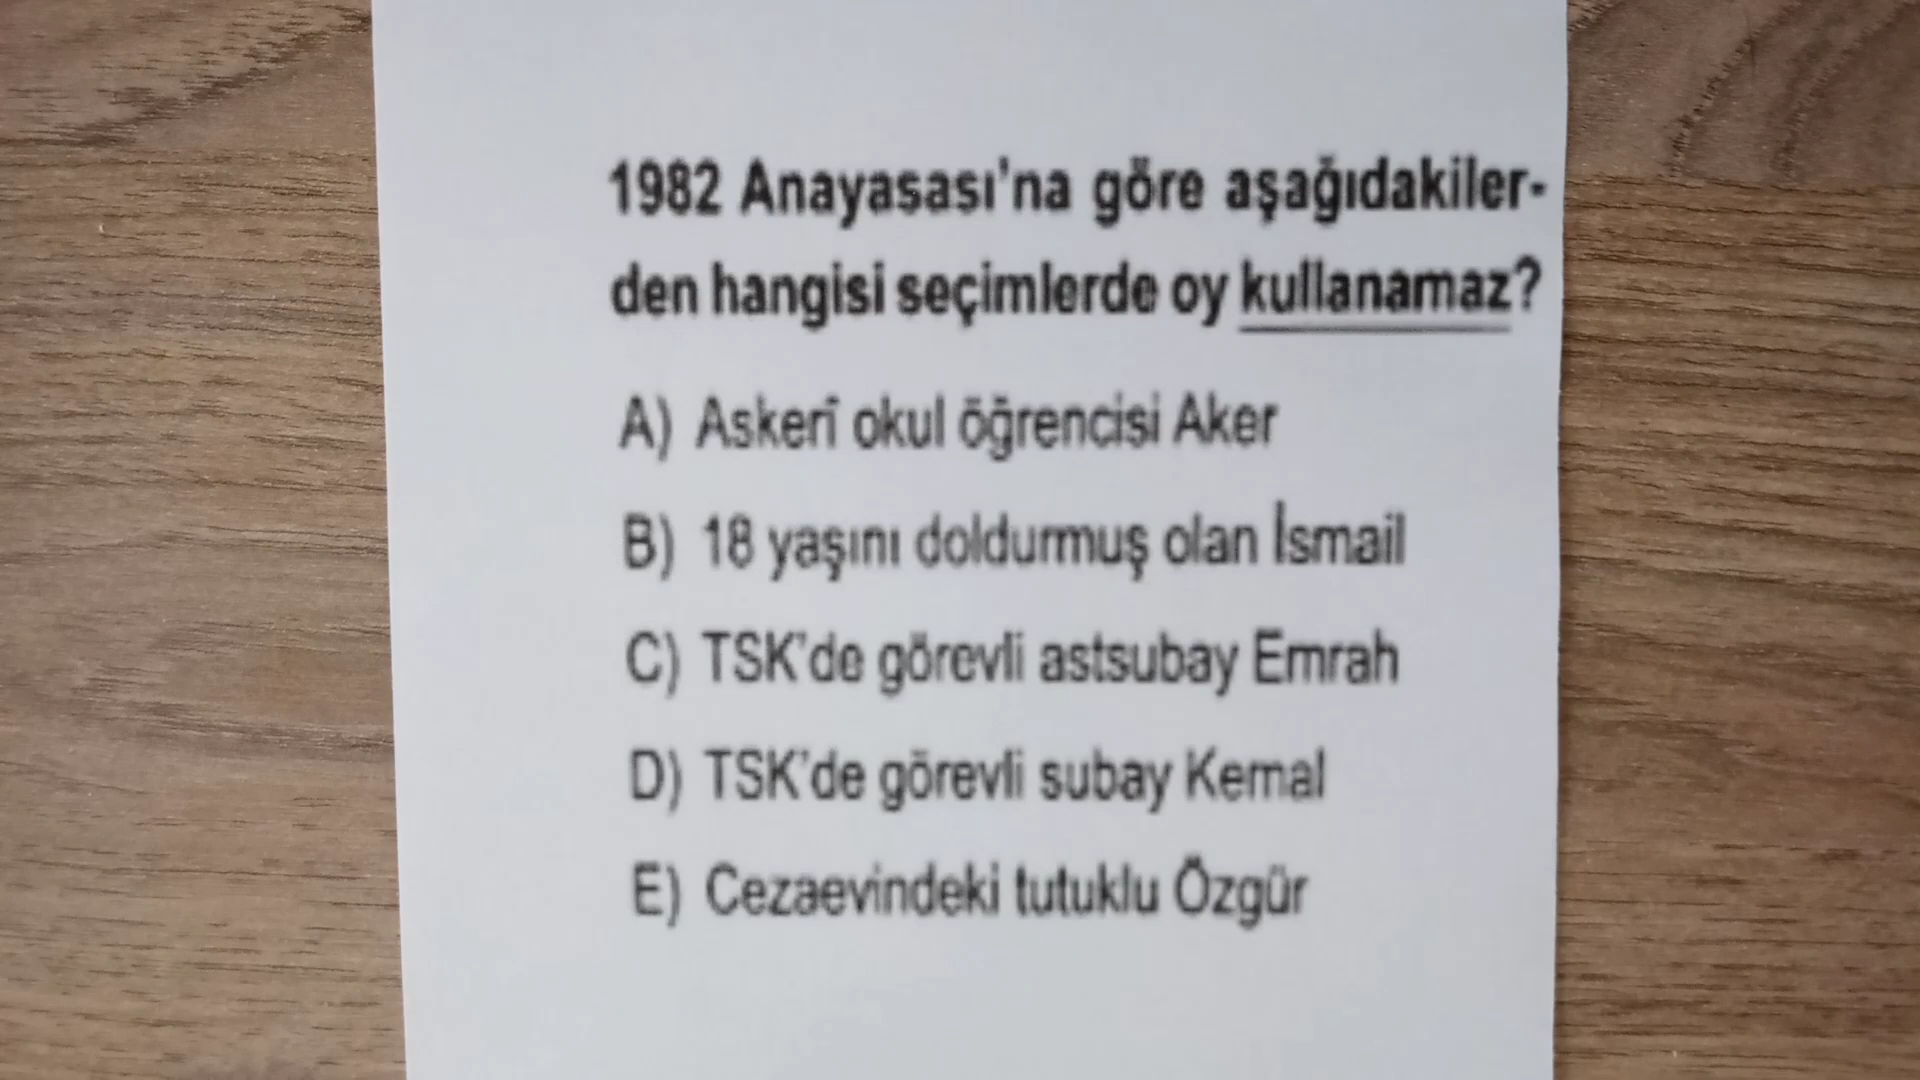 1982 Anayasası'na göre aşağıdakiler-
den hangisi seçimlerde oy kullanamaz?
A) Askerî okul öğrencisi Aker
B) 18 yaşını doldurmuş olan İsmail
C) TSK'de görevli astsubay Emrah
D) TSK'de görevli subay Kemal
E) Cezaevindeki tutuklu Özgür